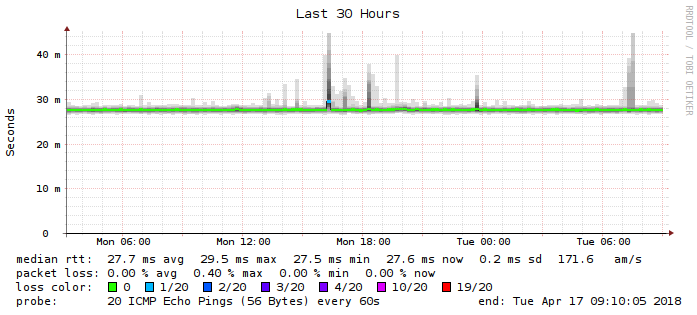 Last 30 Hours
RRDTOOL / TOBI OETIKER
Seconds
40 m
30 m
20 m
10 m
0
Mon 06:00 Mon 12:00 Mon 18:00 Tue 00:00 Tue 06:00
median rtt: 27.7 ms avg 29.5 ms max 27.5 ms min 27.6 ms now 0.2 ms sd 171.6 am/s
packet loss: 0.00 % avg 0.40 % max 0.00 % min 0.00 % now
loss color: 0 1/20 2/20 3/20 4/20 10/20 19/20
probe: 20 ICMP Echo Pings (56 Bytes) every 60s end: Tue Apr 17 09:10:05 2018